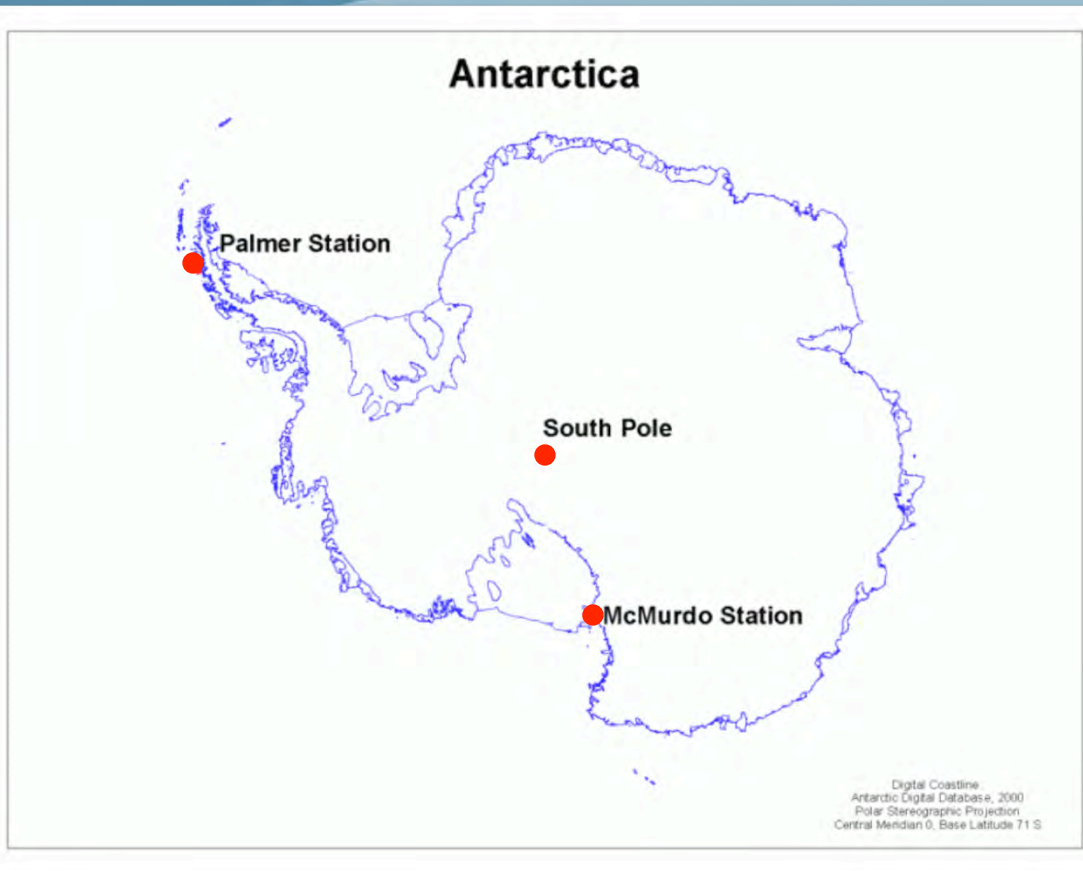 Antarctica
Palmer Station
South Pole
McMurdo Station
Digital Coastline
Antarctic Digital Database, 2000
Polar Stereographic Projection
Central Meridian 0, Base Latitude 71 S